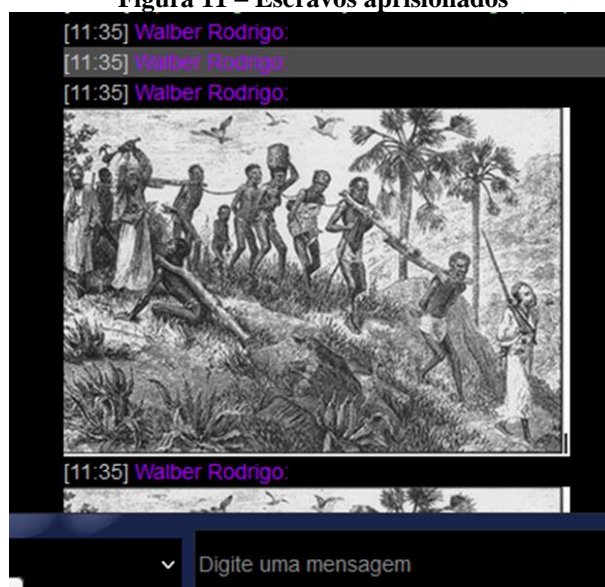 Figura 11 – Escravos aprisionados
[11:35] Walber Rodrigo:
[11:35] Walber Rodrigo:
[11:35] Walber Rodrigo:
[11:35] Walber Rodrigo:
Digite uma mensagem